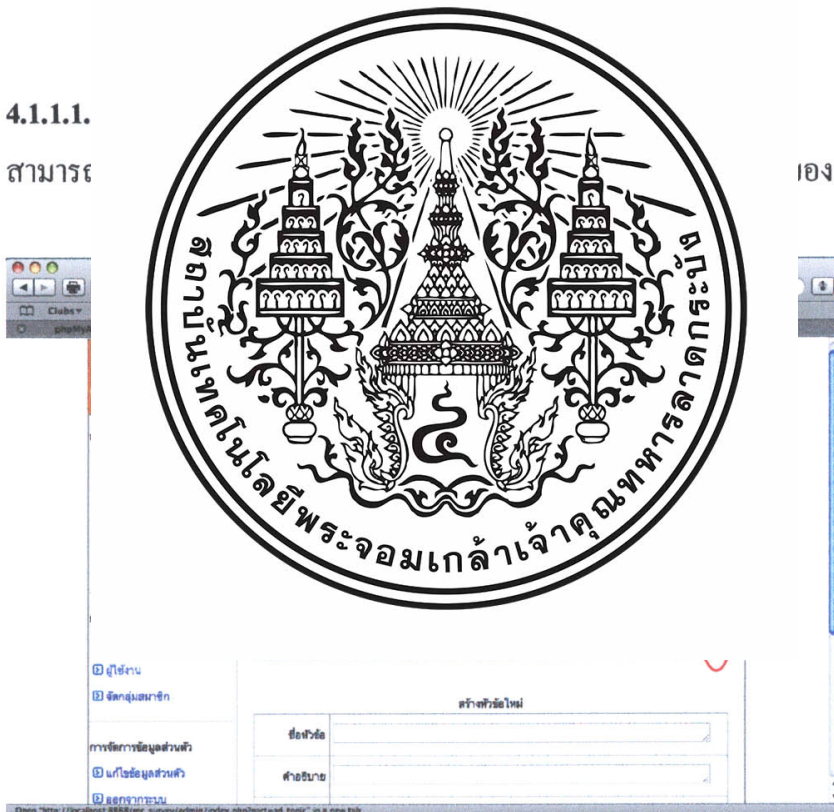 4.1.1.1.
สามารถ
ของ
Clubs
สถาบันเทคโนโลยีพระจอมเกล้าเจ้าคุณทหารลาดกระบัง
ผู้ใช้งาน
จัดกลุ่มสมาชิก
สร้างหัวข้อใหม่
ชื่อหัวข้อ
การจัดการข้อมูลส่วนตัว
แก้ไขข้อมูลส่วนตัว
คำอธิบาย
ออกจากระบบ